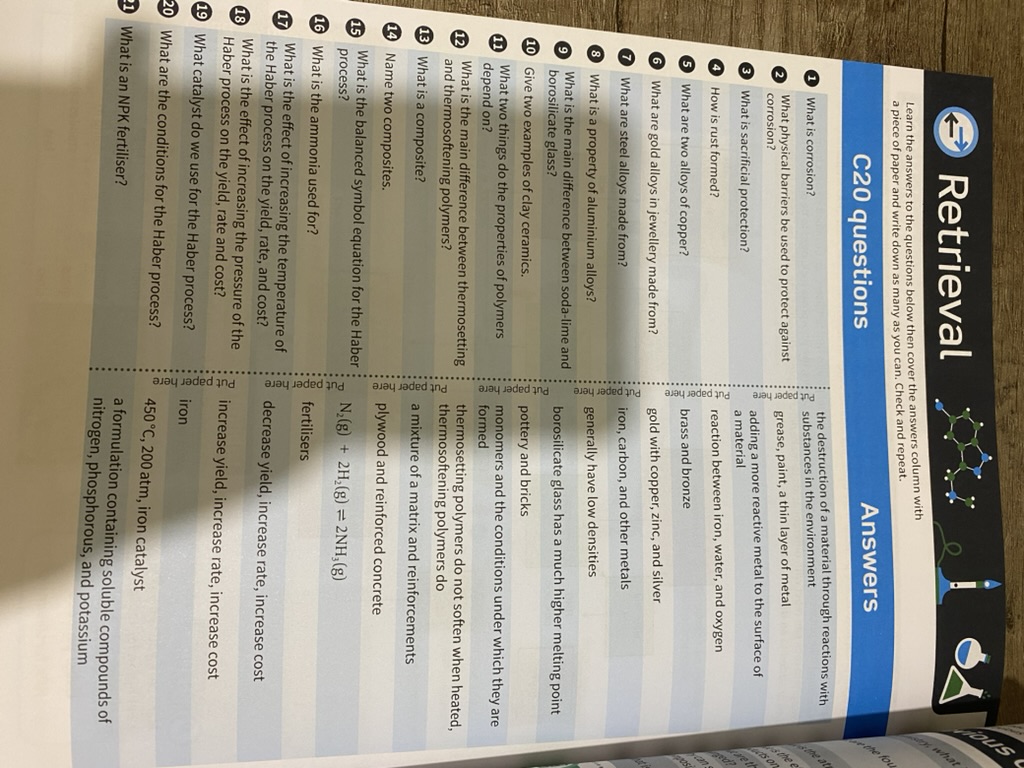 Retrieval
Learn the answers to the questions below then cover the answers column with
a piece of paper and write down as many as you can. Check and repeat.
C20 questions
Answers
1 What is corrosion?
the destruction of a material through reactions with
substances in the environment
2 What physical barriers be used to protect against
corrosion?
grease, paint, a thin layer of metal
3 What is sacrificial protection?
adding a more reactive metal to the surface of
a material
4 How is rust formed?
reaction between iron, water, and oxygen
5 What are two alloys of copper?
brass and bronze
6 What are gold alloys in jewellery made from?
gold with copper, zinc, and silver
7 What are steel alloys made from?
iron, carbon, and other metals
8 What is a property of aluminium alloys?
generally have low densities
9 What is the main difference between soda-lime and
borosilicate glass?
borosilicate glass has a much higher melting point
10 Give two examples of clay ceramics.
pottery and bricks
11 What two things do the properties of polymers
depend on?
monomers and the conditions under which they are
formed
12 What is the main difference between thermosetting
and thermosoftening polymers?
thermosetting polymers do not soften when heated,
thermosoftening polymers do
13 What is a composite?
a mixture of a matrix and reinforcements
14 Name two composites.
plywood and reinforced concrete
15 What is the balanced symbol equation for the Haber
process?
N₂(g) + 2H₂(g) ⇌ 2NH₃(g)
16 What is the ammonia used for?
fertilisers
17 What is the effect of increasing the temperature of
the Haber process on the yield, rate, and cost?
decrease yield, increase rate, increase cost
18 What is the effect of increasing the pressure of the
Haber process on the yield, rate and cost?
increase yield, increase rate, increase cost
19 What catalyst do we use for the Haber process?
iron
20 What are the conditions for the Haber process?
450 °C, 200 atm, iron catalyst
21 What is an NPK fertiliser?
a formulation containing soluble compounds of
nitrogen, phosphorous, and potassium
Put paper here
Put paper here
Put paper here
Put paper here
Put paper here
Put paper here
Put paper here